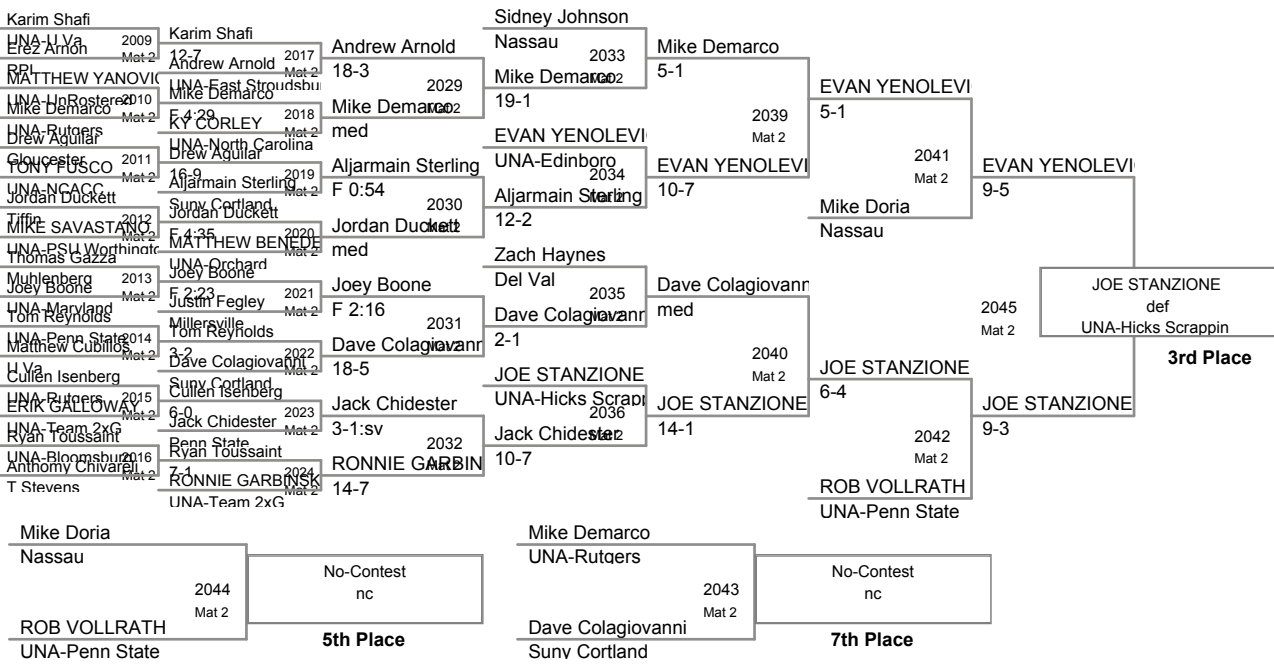 Karim Shafi
UNA-U Va
2009
Mat 2
Erez Arnon
RPI
MATTHEW YANOVIC
UNA-UnRostered
2010
Mat 2
Mike Demarco
UNA-Rutgers
Drew Aguilar
Gloucester
2011
Mat 2
TONY FUSCO
UNA-NCACC
Jordan Duckett
Tiffin
2012
Mat 2
MIKE SAVASTANO
UNA-PSU Worthingto
Thomas Gazza
Muhlenberg
2013
Mat 2
Joey Boone
UNA-Maryland
Tom Reynolds
UNA-Penn State
2014
Mat 2
Matthew Cubillos
U Va
Cullen Isenberg
UNA-Rutgers
2015
Mat 2
ERIK GALLOWAY
UNA-Team 2xG
Ryan Toussaint
UNA-Bloomsburg
2016
Mat 2
Anthomy Chivareli
T Stevens
Karim Shafi
12-7
2017
Mat 2
Andrew Arnold
UNA-East Stroudsbu
Mike Demarco
F 4:29
2018
Mat 2
KY CORLEY
UNA-North Carolina
Drew Aguilar
16-9
2019
Mat 2
Aljarmain Sterling
Suny Cortland
Jordan Duckett
F 4:35
2020
Mat 2
MATTHEW BENEDE
UNA-Orchard
Joey Boone
F 2:23
2021
Mat 2
Justin Fegley
Millersville
Tom Reynolds
3-2
2022
Mat 2
Dave Colagiovanni
Suny Cortland
Cullen Isenberg
6-0
2023
Mat 2
Jack Chidester
Penn State
Ryan Toussaint
7-1
2024
Mat 2
RONNIE GARBINSK
UNA-Team 2xG
Andrew Arnold
18-3
2029
Mat 2
Mike Demarco
med
Aljarmain Sterling
F 0:54
2030
Mat 2
Jordan Duckett
med
Joey Boone
F 2:16
2031
Mat 2
Dave Colagiovanni
18-5
Jack Chidester
3-1:sv
2032
Mat 2
RONNIE GARBIN
14-7
Sidney Johnson
Nassau
2033
Mat 2
Mike Demarco
19-1
EVAN YENOLEVI
UNA-Edinboro
2034
Mat 2
Aljarmain Sterling
12-2
Zach Haynes
Del Val
2035
Mat 2
Dave Colagiovanni
2-1
JOE STANZIONE
UNA-Hicks Scrapp
2036
Mat 2
Jack Chidester
10-7
Mike Demarco
5-1
2039
Mat 2
EVAN YENOLEVI
10-7
Dave Colagiovann
med
2040
Mat 2
JOE STANZIONE
14-1
EVAN YENOLEVI
5-1
2041
Mat 2
Mike Doria
Nassau
JOE STANZIONE
6-4
2042
Mat 2
ROB VOLLRATH
UNA-Penn State
EVAN YENOLEVI
9-5
2045
Mat 2
JOE STANZIONE
9-3
JOE STANZIONE
def
UNA-Hicks Scrappin
3rd Place
Mike Doria
Nassau
2044
Mat 2
ROB VOLLRATH
UNA-Penn State
No-Contest
nc
5th Place
Mike Demarco
UNA-Rutgers
2043
Mat 2
Dave Colagiovanni
Suny Cortland
No-Contest
nc
7th Place